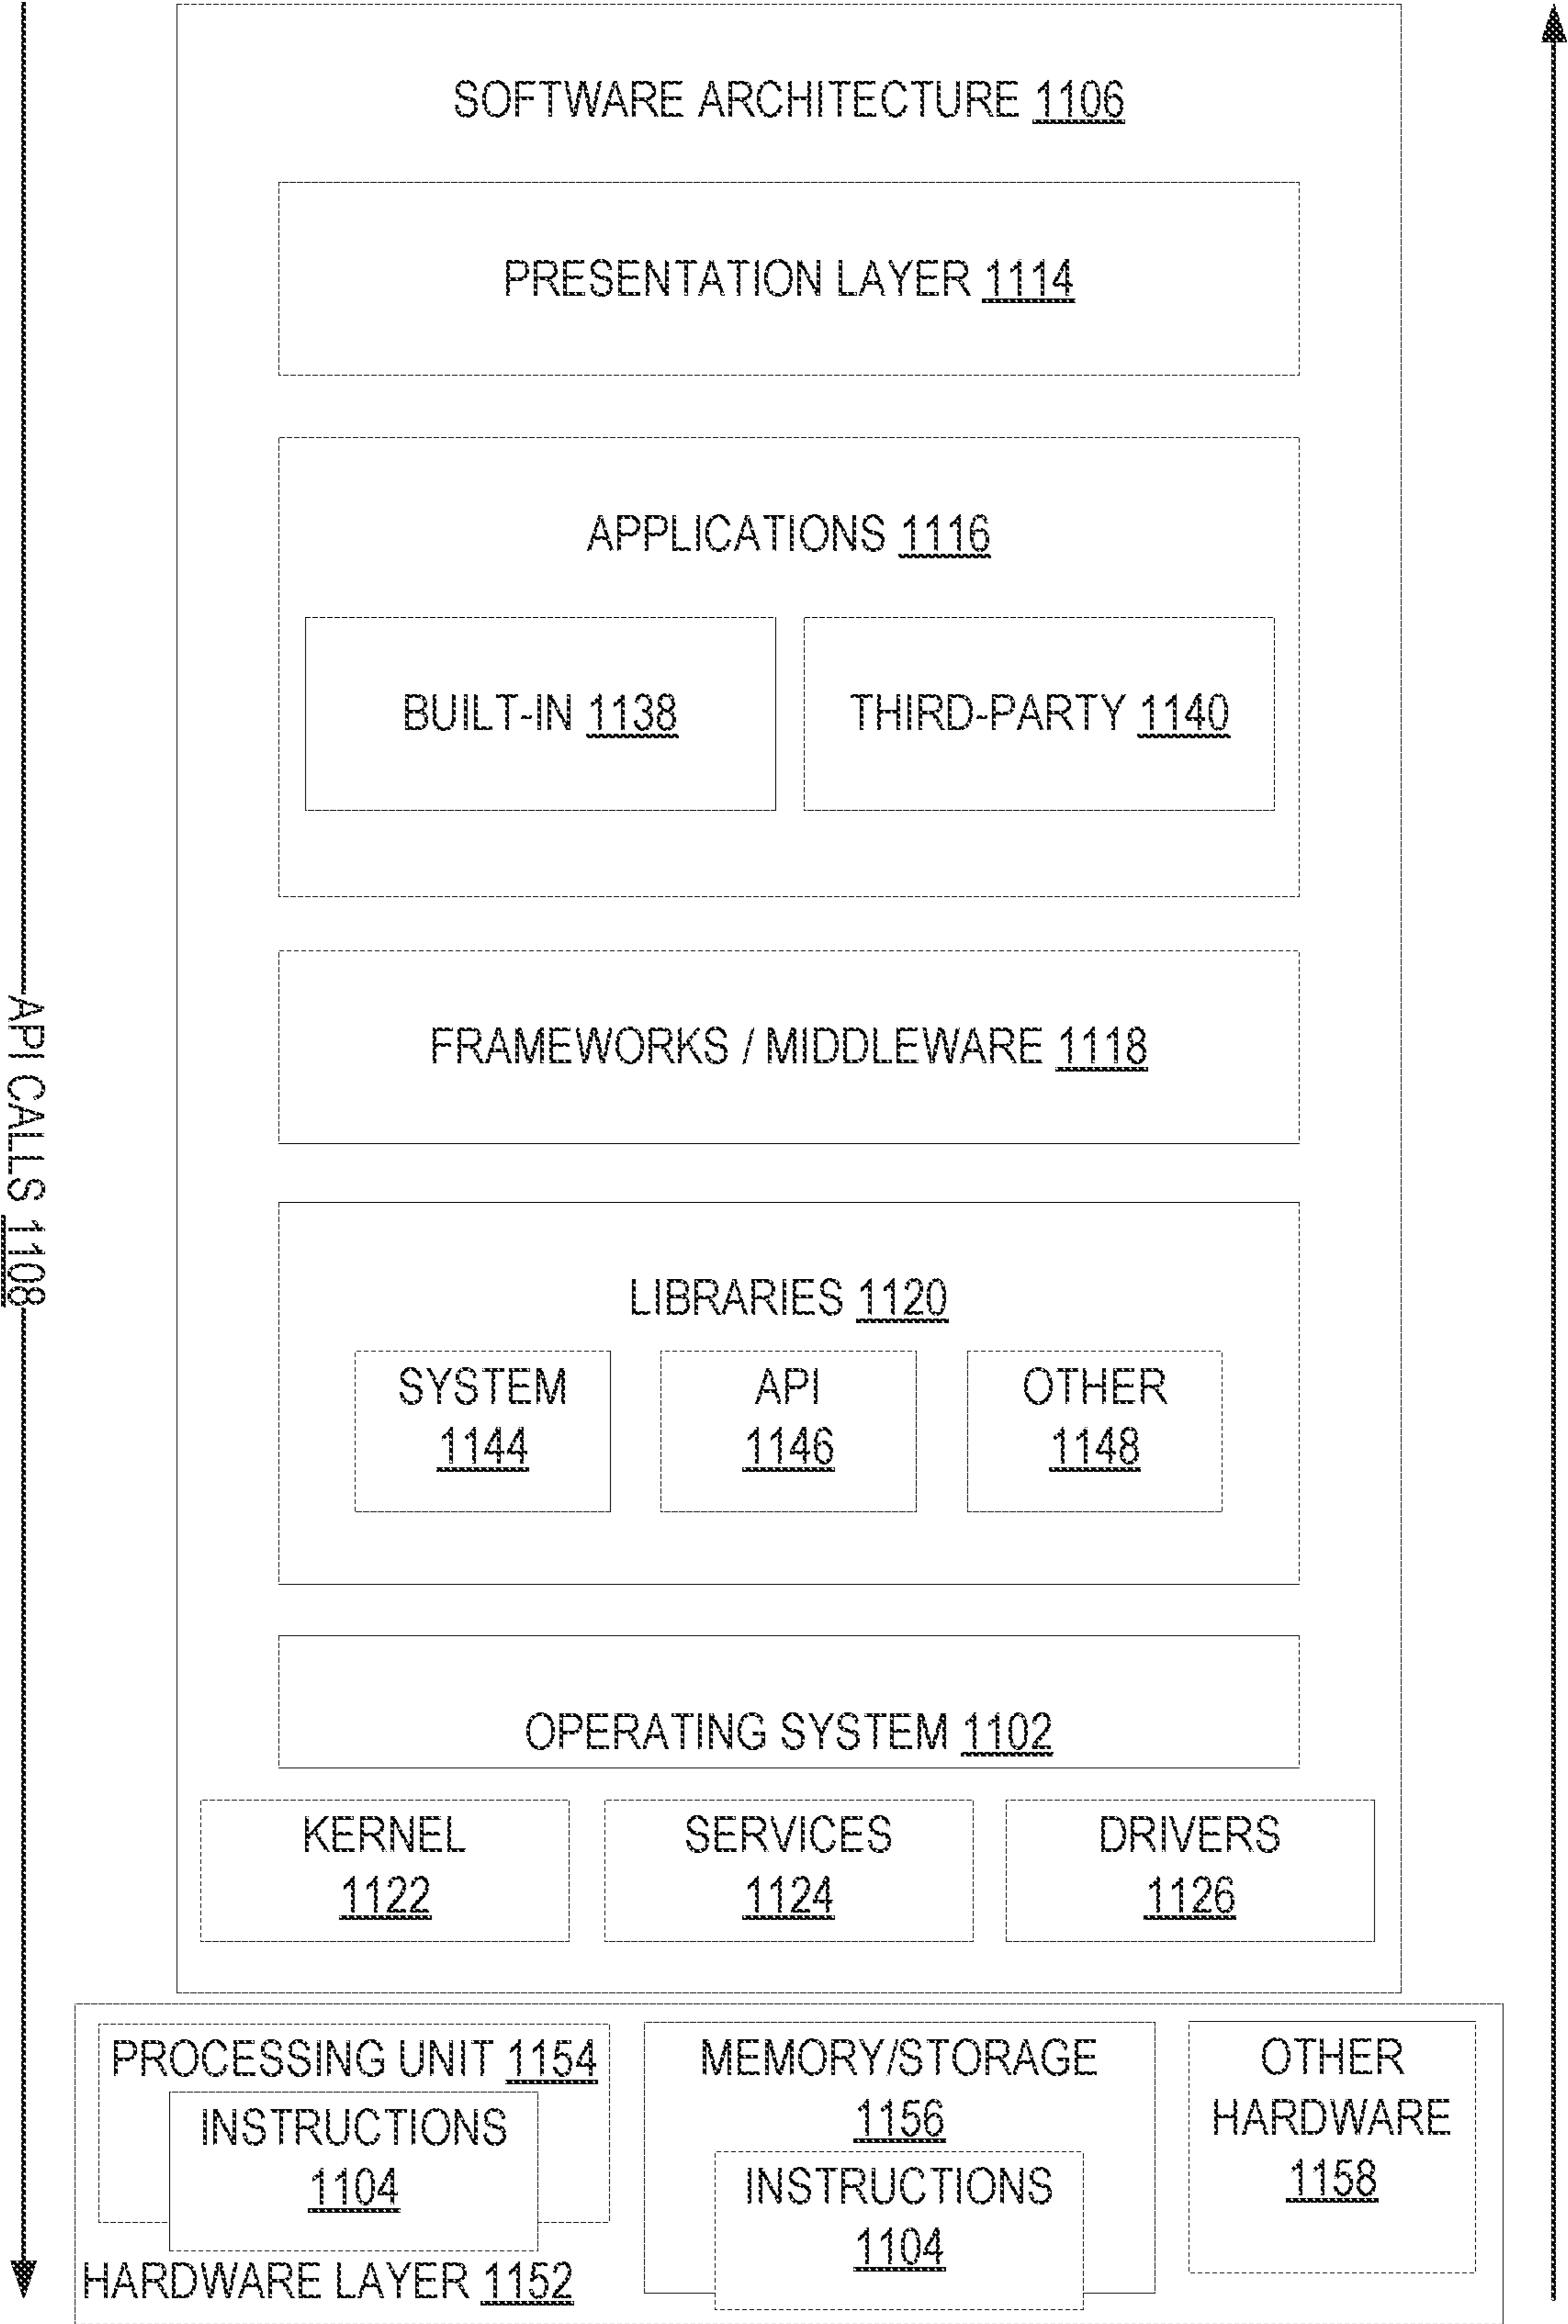 SOFTWARE ARCHITECTURE 1106
PRESENTATION LAYER 1114
APPLICATIONS 1116
BUILT-IN 1138
THIRD-PARTY 1140
FRAMEWORKS / MIDDLEWARE 1118
API CALLS 1108
LIBRARIES 1120
SYSTEM
1144
API
1146
OTHER
1148
OPERATING SYSTEM 1102
KERNEL
1122
SERVICES
1124
DRIVERS
1126
PROCESSING UNIT 1154
INSTRUCTIONS
1104
MEMORY/STORAGE
1156
INSTRUCTIONS
1104
OTHER
HARDWARE
1158
HARDWARE LAYER 1152